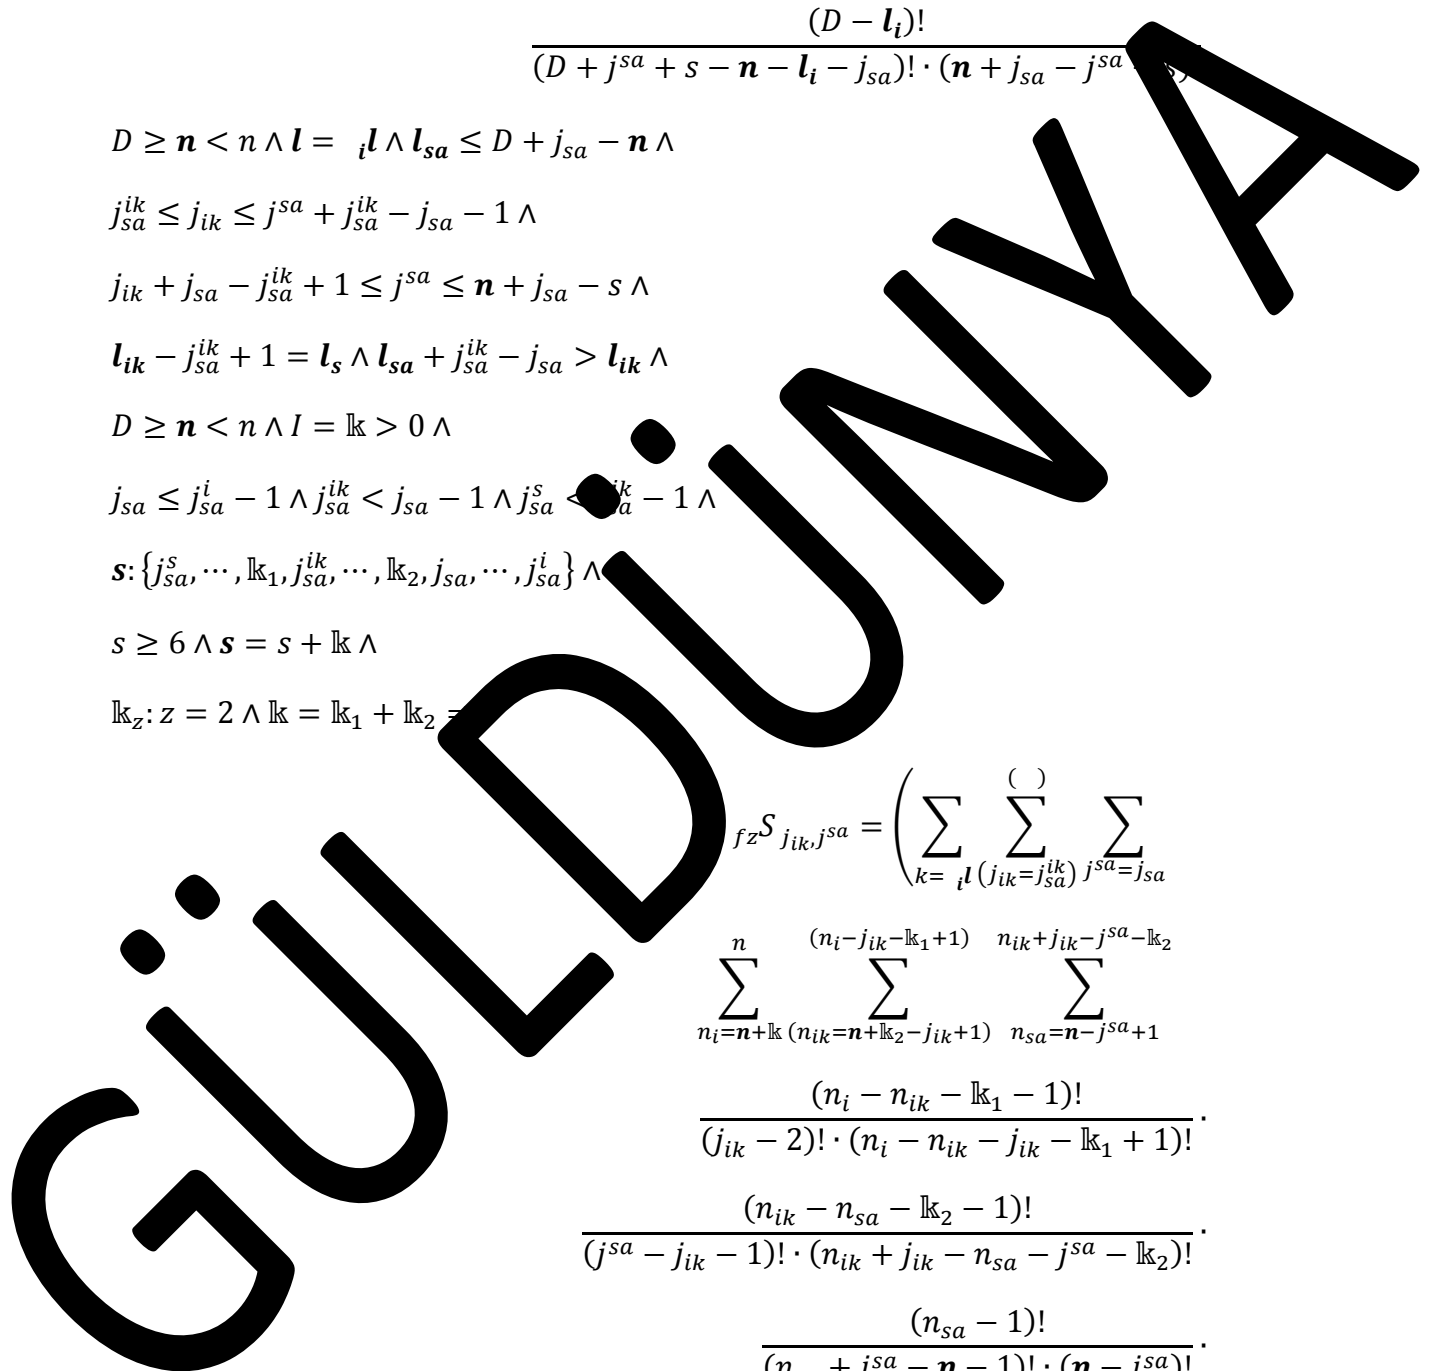 (D − l_i)!
(D + j^{sa} + s − n − l_i − j_{sa})! · (n + j_{sa} − j^{sa}
D ≥ n < n ∧ l = _i l ∧ l_{sa} ≤ D + j_{sa} − n ∧
j_{sa}^{ik} ≤ j_{ik} ≤ j^{sa} + j_{sa}^{ik} − j_{sa} − 1 ∧
j_{ik} + j_{sa} − j_{sa}^{ik} + 1 ≤ j^{sa} ≤ n + j_{sa} − s ∧
l_{ik} − j_{sa}^{ik} + 1 = l_s ∧ l_{sa} + j_{sa}^{ik} − j_{sa} > l_{ik} ∧
D ≥ n < n ∧ I = 𝕜 > 0 ∧
j_{sa} ≤ j_{sa}^{i} − 1 ∧ j_{sa}^{ik} < j_{sa} − 1 ∧ j_{sa}^{s} < − 1 ∧
s: {j_{sa}^{s}, ⋯ , 𝕜_1, j_{sa}^{ik}, ⋯ , 𝕜_2, j_{sa}, ⋯ , j_{sa}^{i}} ∧
s ≥ 6 ∧ s = s + 𝕜 ∧
𝕜_z: z = 2 ∧ 𝕜 = 𝕜_1 + 𝕜_2
GÜLDÜNYA
( )
_{fz}S_{j_{ik}, j^{sa}} = ( ∑ ∑ ∑
k= _i l (j_{ik}=j_{sa}^{ik}) j^{sa}=j_{sa}
n (n_i−j_{ik}−𝕜_1+1) n_{ik}+j_{ik}−j^{sa}−𝕜_2
∑ ∑ ∑
n_i=n+𝕜 (n_{ik}=n+𝕜_2−j_{ik}+1) n_{sa}=n−j^{sa}+1
(n_i − n_{ik} − 𝕜_1 − 1)!
(j_{ik} − 2)! · (n_i − n_{ik} − j_{ik} − 𝕜_1 + 1)! ·
(n_{ik} − n_{sa} − 𝕜_2 − 1)!
(j^{sa} − j_{ik} − 1)! · (n_{ik} + j_{ik} − n_{sa} − j^{sa} − 𝕜_2)! ·
(n_{sa} − 1)!
+ j^{sa} − n − 1)! · (n − j^{sa})! ·